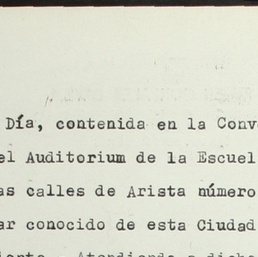 Día, contenida en la Conv
el Auditorium de la Escuel
as calles de Arista número
ar conocido de esta Ciudad